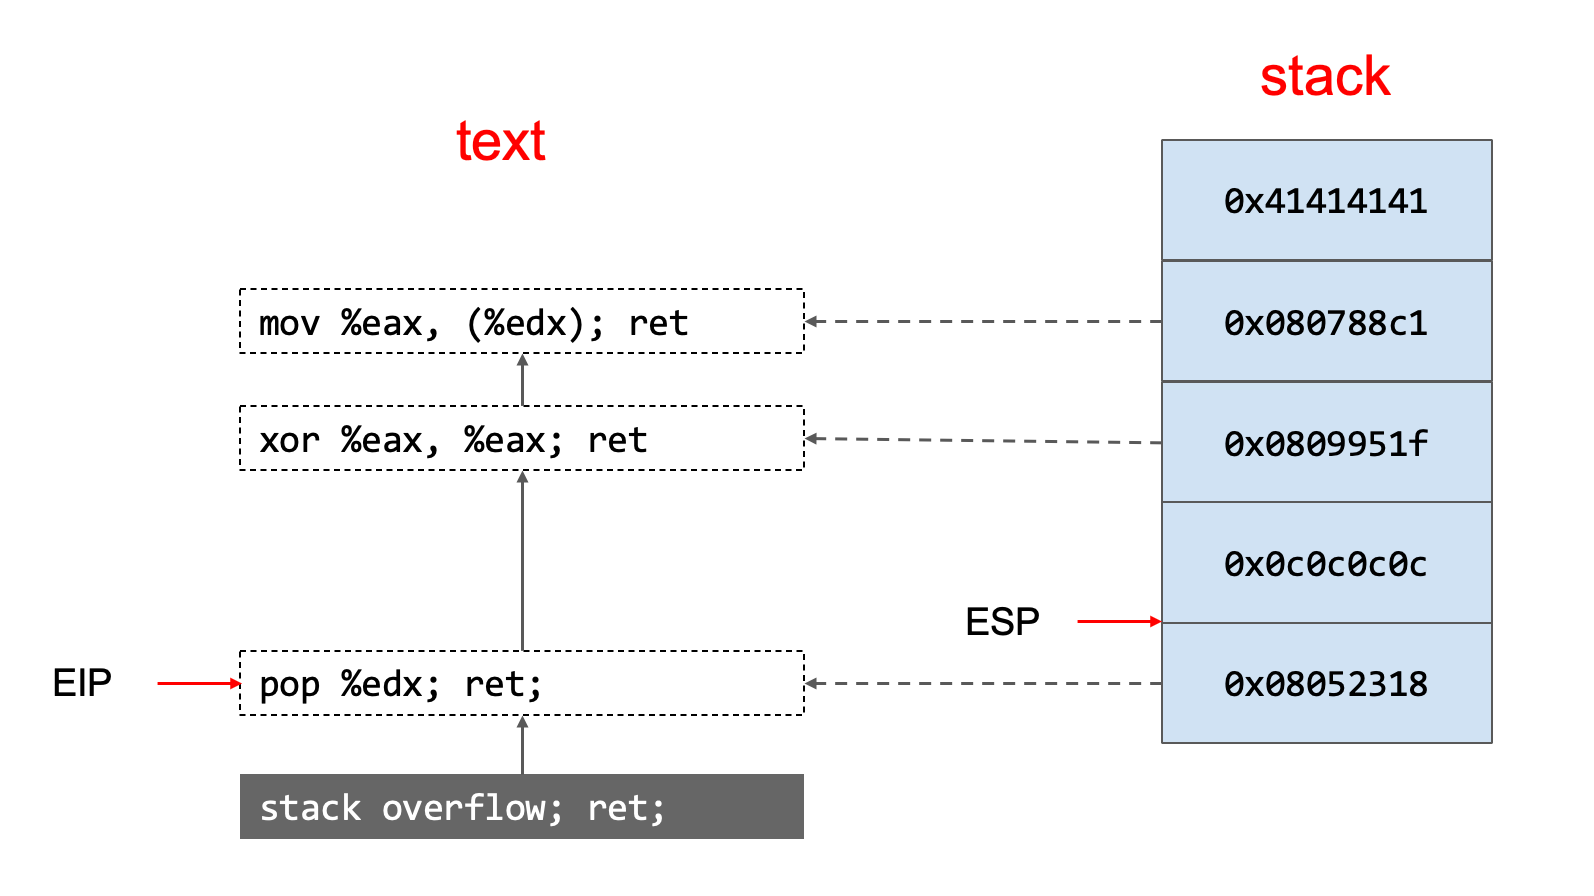 stack
text
0x41414141
mov %eax, (%edx); ret
0x080788c1
xor %eax, %eax; ret
0x0809951f
0x0c0c0c0c
ESP
EIP
pop %edx; ret;
0x08052318
stack overflow; ret;